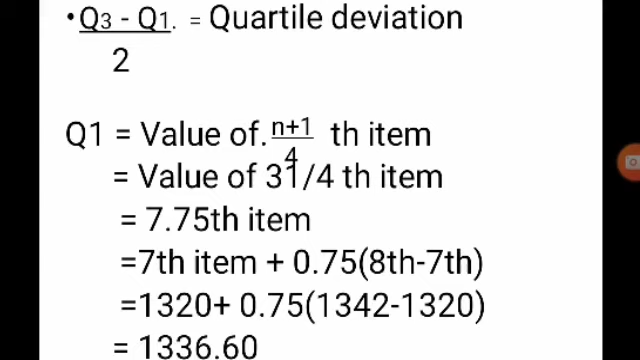 •Q3 - Q1. = Quartile deviation
2
Q1 = Value of. n+1 th item
4
= Value of 31/4 th item
= 7.75th item
=7th item + 0.75(8th-7th)
=1320+ 0.75(1342-1320)
= 1336.60